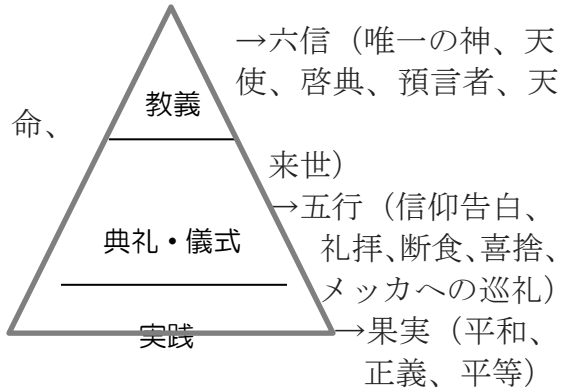 →六信（唯一の神、天
使、啓典、預言者、天
教義
命、
来世）
→五行（信仰告白、
典礼・儀式
礼拝、断食、喜捨、
メッカへの巡礼）
実践
→果実（平和、
正義、平等）